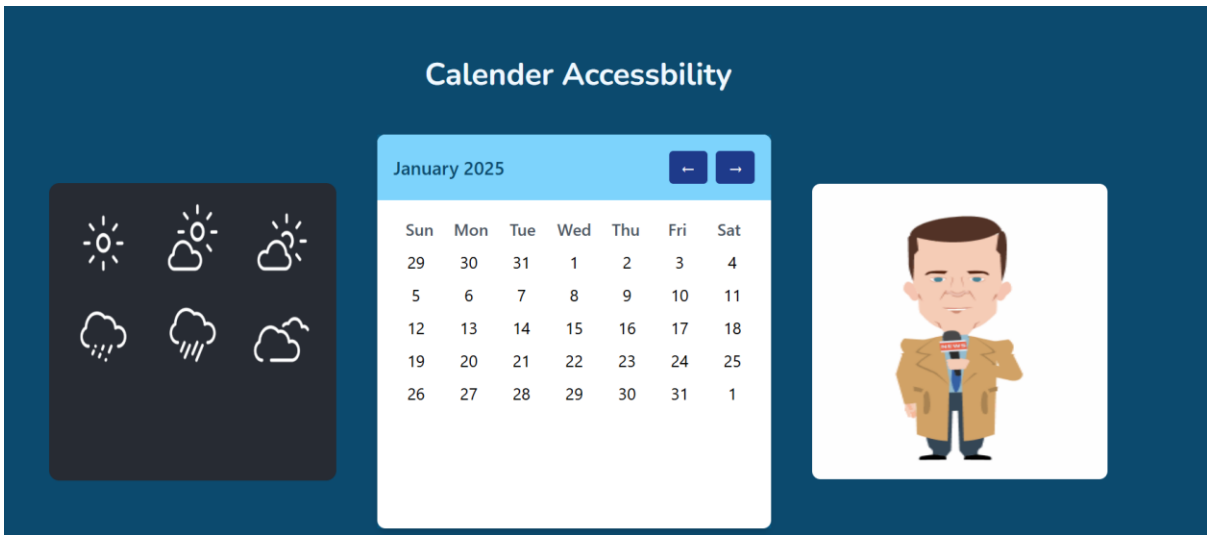 Calender Accessbility
January 2025
← →
Sun Mon Tue Wed Thu Fri Sat
29 30 31 1 2 3 4
5 6 7 8 9 10 11
12 13 14 15 16 17 18
19 20 21 22 23 24 25
26 27 28 29 30 31 1